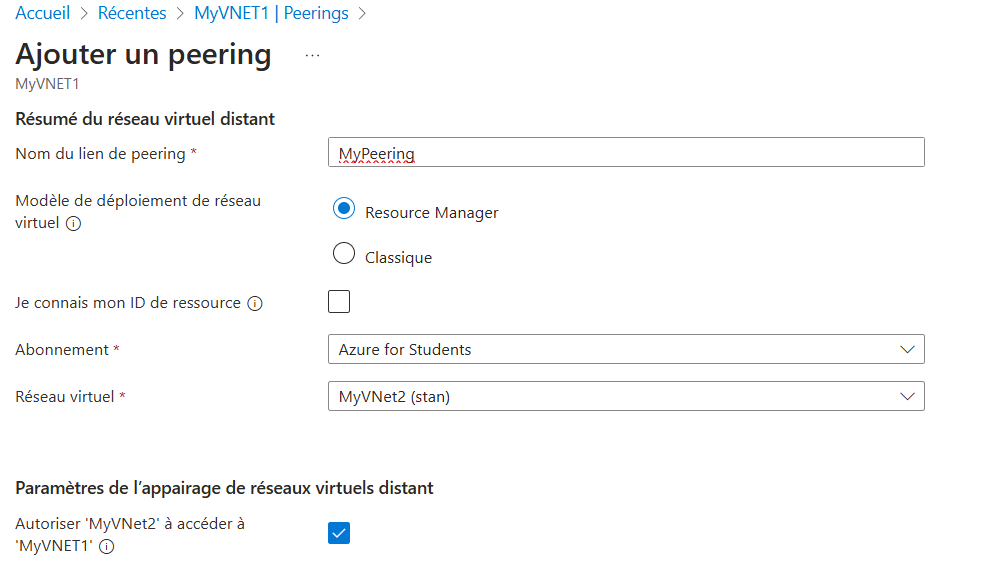 Accueil > Récentes > MyVNET1 | Peerings >
Ajouter un peering ...
MyVNET1
Résumé du réseau virtuel distant
Nom du lien de peering * MyPeering
Modèle de déploiement de réseau
virtuel
Resource Manager
Classique
Je connais mon ID de ressource
Abonnement * Azure for Students
Réseau virtuel * MyVNet2 (stan)
Paramètres de l’appairage de réseaux virtuels distant
Autoriser 'MyVNet2' à accéder à
'MyVNET1'